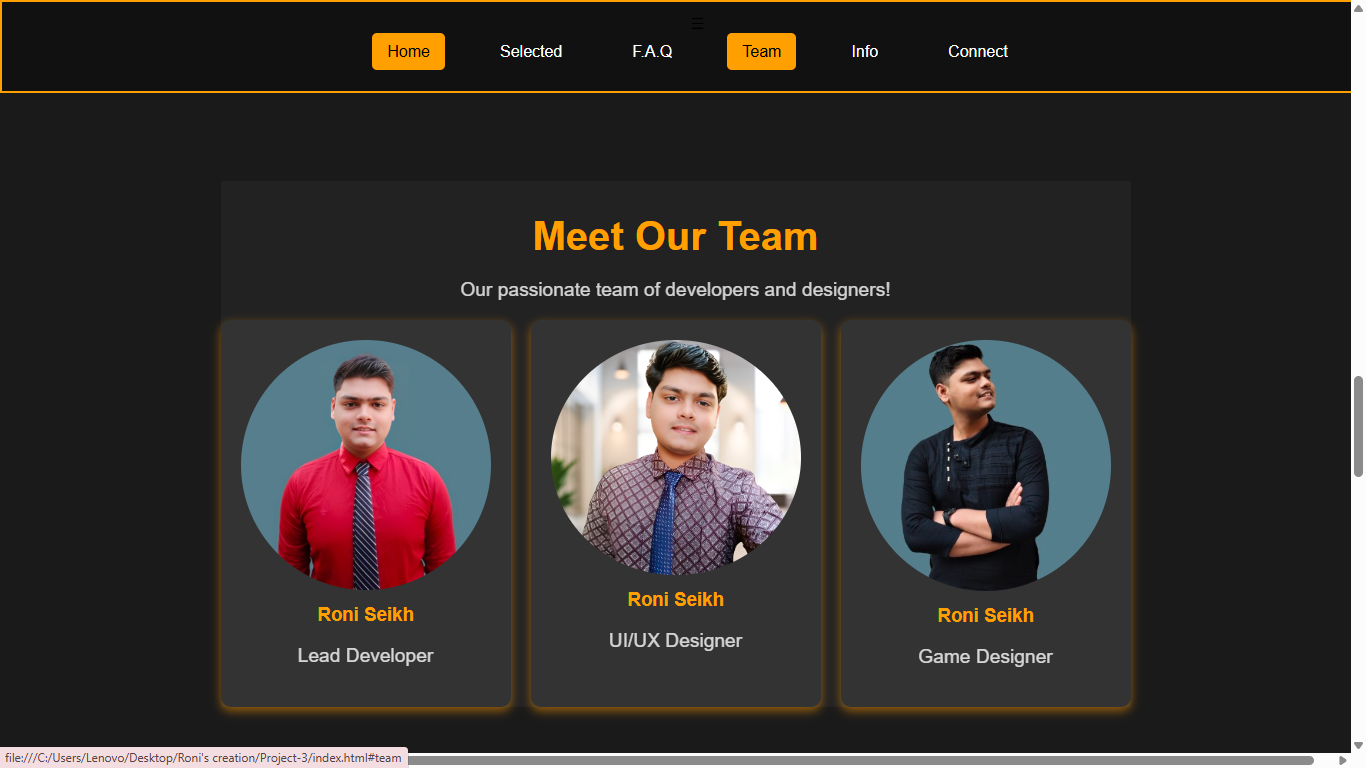 ☰
Home Selected F.A.Q Team Info Connect
Meet Our Team
Our passionate team of developers and designers!
Roni Seikh
Lead Developer
Roni Seikh
UI/UX Designer
Roni Seikh
Game Designer
file:///C:/Users/Lenovo/Desktop/Roni's creation/Project-3/index.html#team